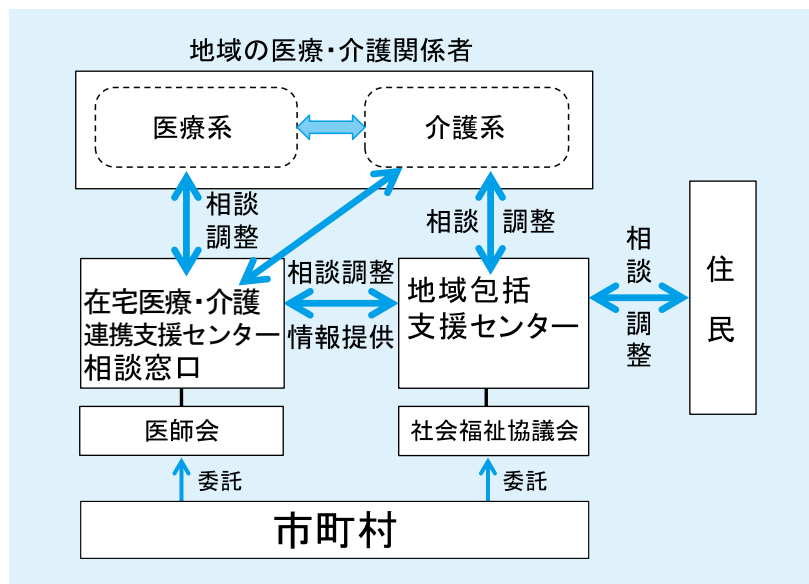 地域の医療・介護関係者
医療系
介護系
相談
調整
相談
調整
相談
調整
住民
在宅医療・介護
連携支援センター
相談窓口
相談調整
情報提供
地域包括
支援センター
医師会
社会福祉協議会
委託
委託
市町村